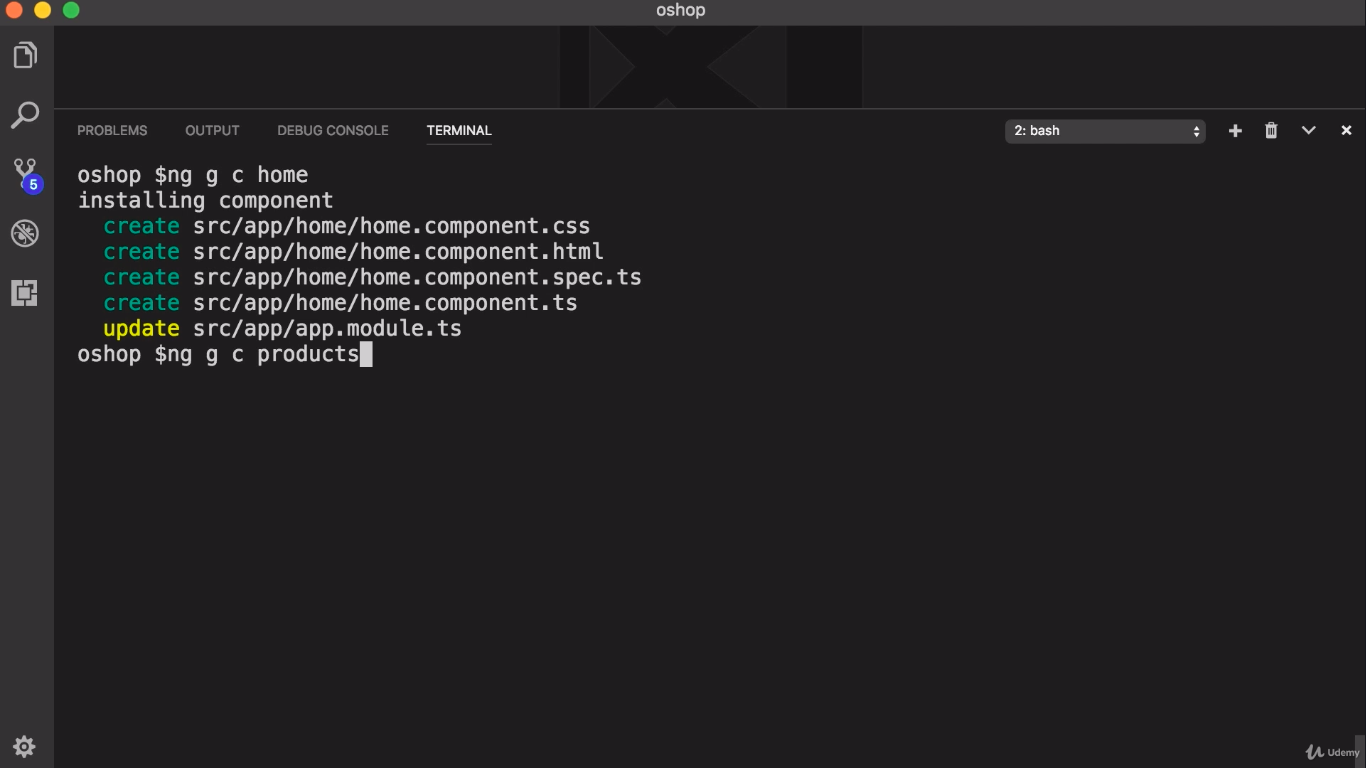 oshop
PROBLEMS OUTPUT DEBUG CONSOLE TERMINAL 2: bash
5
oshop $ng g c home
installing component
create src/app/home/home.component.css
create src/app/home/home.component.html
create src/app/home/home.component.spec.ts
create src/app/home/home.component.ts
update src/app/app.module.ts
oshop $ng g c products
Udemy